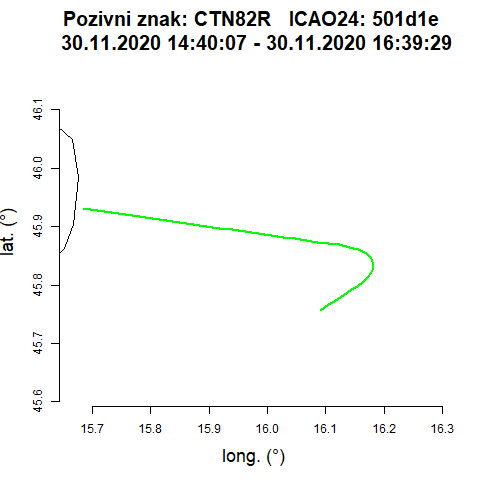 Pozivni znak: CTN82R   ICAO24: 501d1e
30.11.2020 14:40:07 - 30.11.2020 16:39:29
46.1
46.0
45.9
45.8
45.7
45.6
lat. (°)
15.7 15.8 15.9 16.0 16.1 16.2 16.3
long. (°)